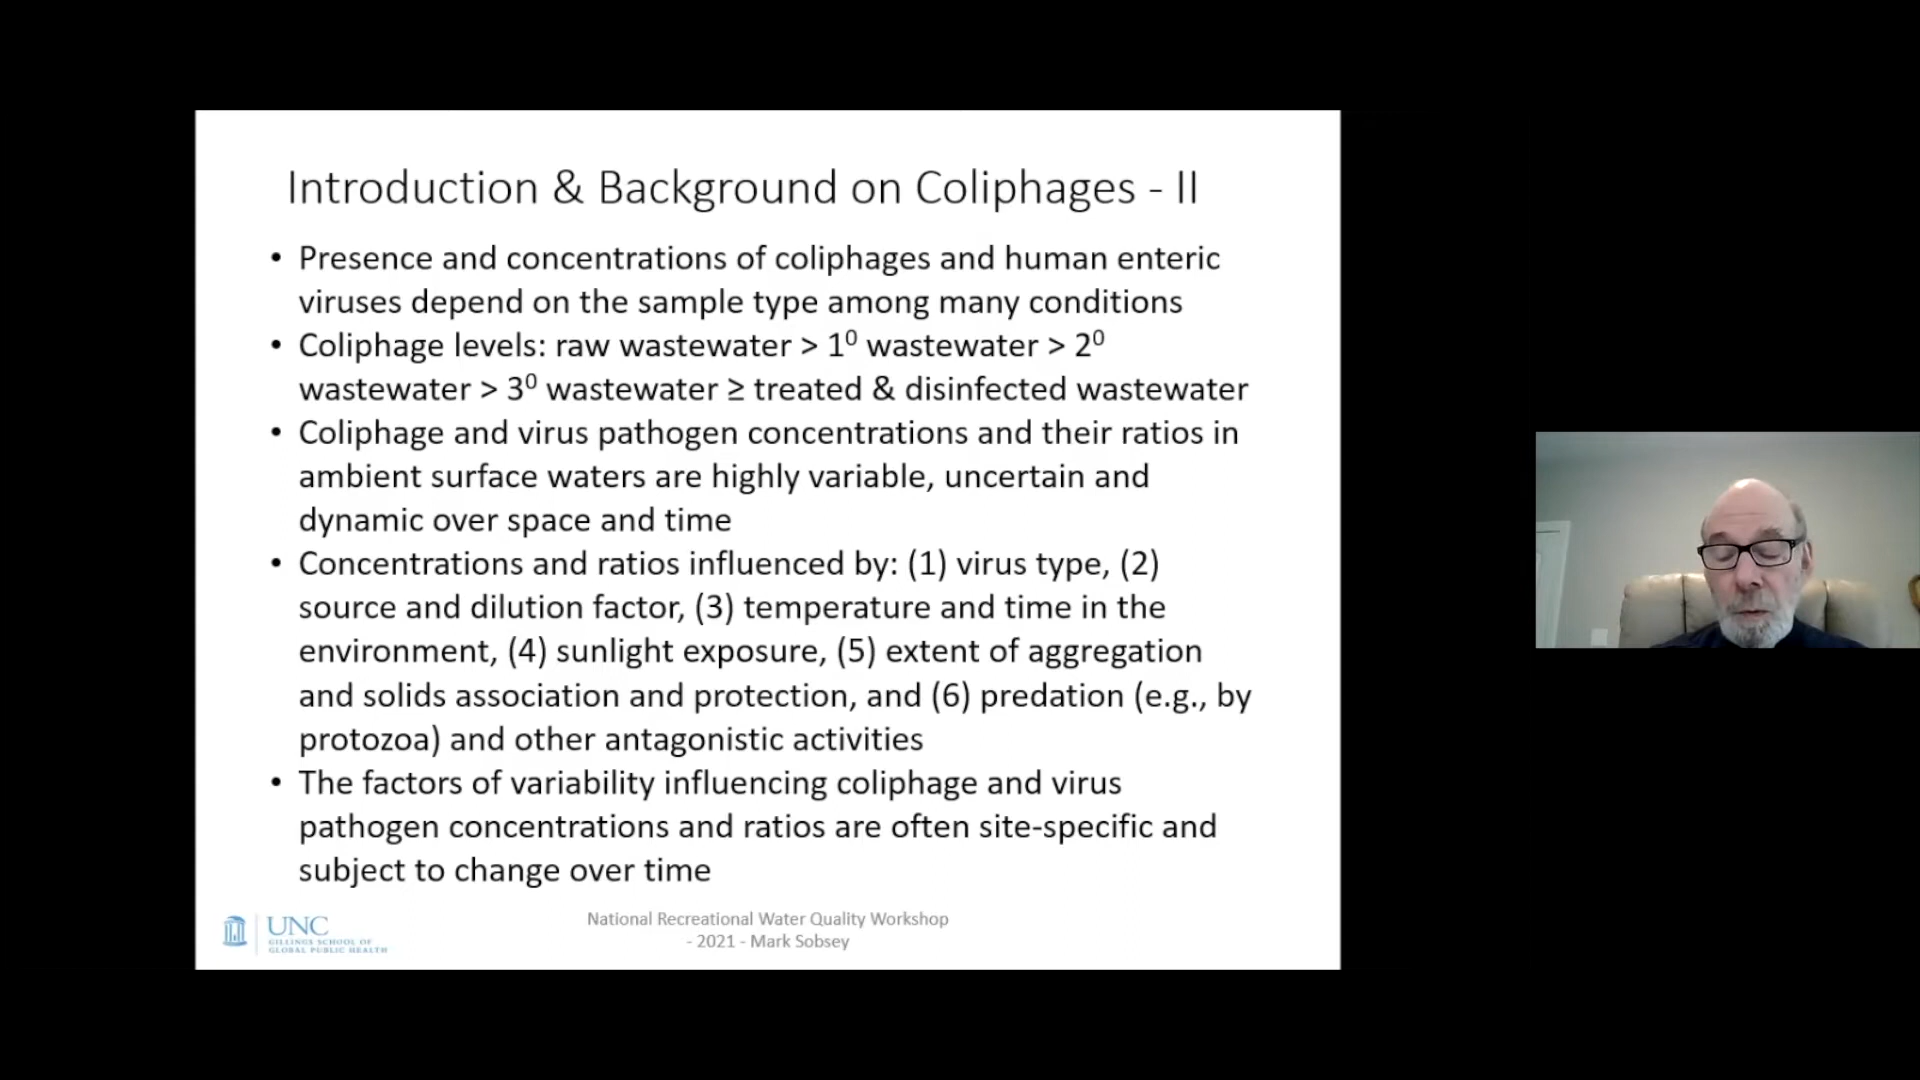 Introduction & Background on Coliphages - II
• Presence and concentrations of coliphages and human enteric
viruses depend on the sample type among many conditions
• Coliphage levels: raw wastewater > 1⁰ wastewater > 2⁰
wastewater > 3⁰ wastewater ≥ treated & disinfected wastewater
• Coliphage and virus pathogen concentrations and their ratios in
ambient surface waters are highly variable, uncertain and
dynamic over space and time
• Concentrations and ratios influenced by: (1) virus type, (2)
source and dilution factor, (3) temperature and time in the
environment, (4) sunlight exposure, (5) extent of aggregation
and solids association and protection, and (6) predation (e.g., by
protozoa) and other antagonistic activities
• The factors of variability influencing coliphage and virus
pathogen concentrations and ratios are often site-specific and
subject to change over time
UNC
GILLINGS SCHOOL OF
GLOBAL PUBLIC HEALTH
National Recreational Water Quality Workshop
- 2021 - Mark Sobsey